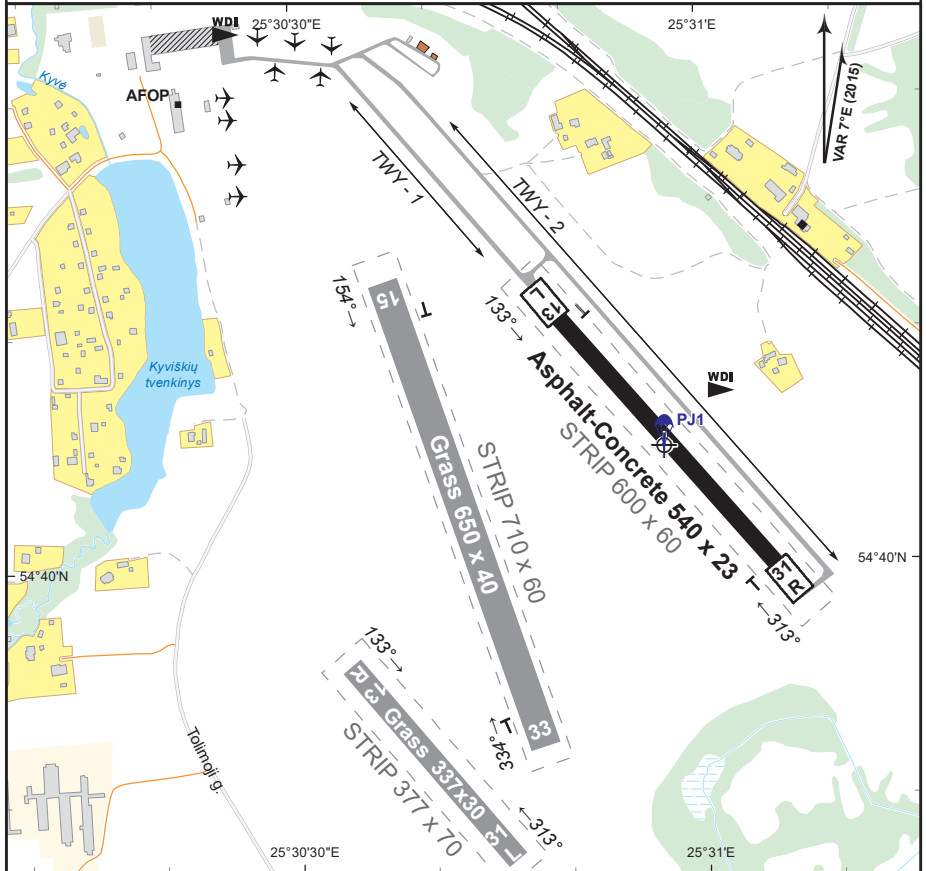 WDI
25°30'30"E
25°31'E
Kyvė
AFOP
VAR 7°E (2015)
TWY - 1
TWY - 2
154°→
15
133°→
13
L
Kyviškių
tvenkinys
WDI
PJ1
Asphalt-Concrete 540 x 23
STRIP 600 x 60
Grass 650 x 40
STRIP 710 x 60
54°40'N
54°40'N
31
R
←313°
133°→
R 13 Grass 337x30 31 L
STRIP 377 x 70
334°→
33
←313°
Tolimoji g.
25°30'30"E
25°31'E